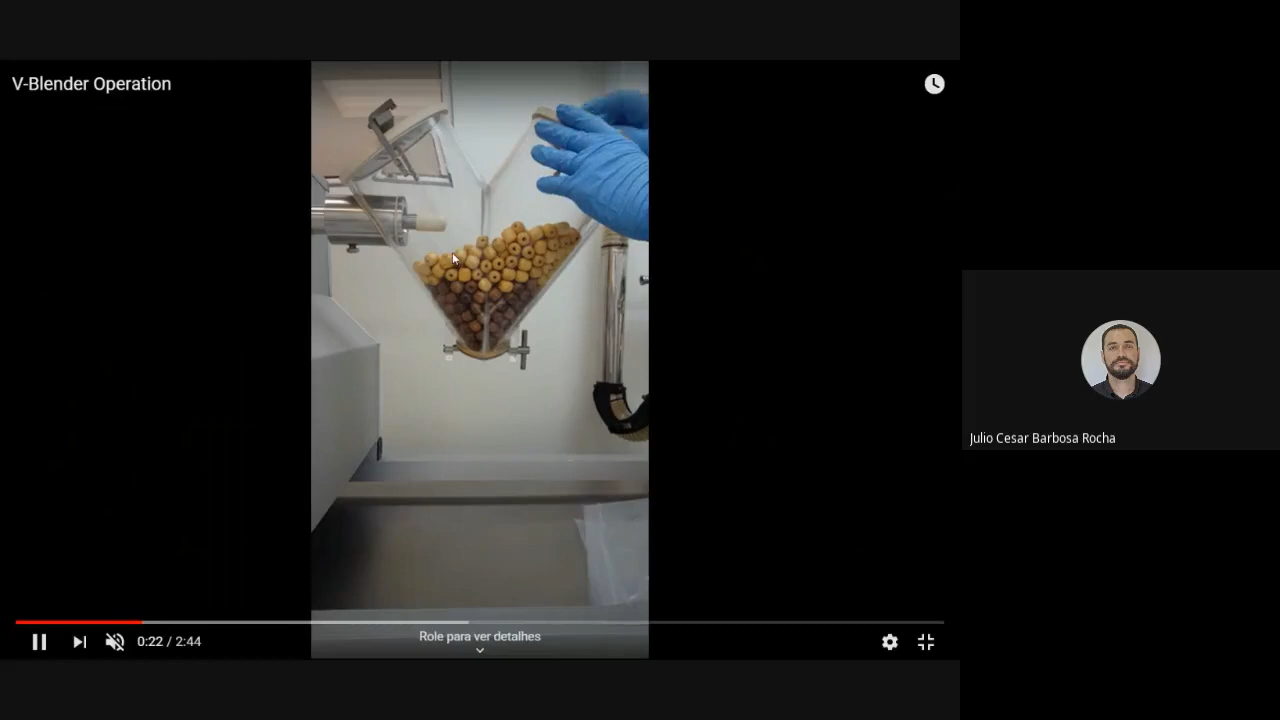 V-Blender Operation
Julio Cesar Barbosa Rocha
Role para ver detalhes
0:22 / 2:44